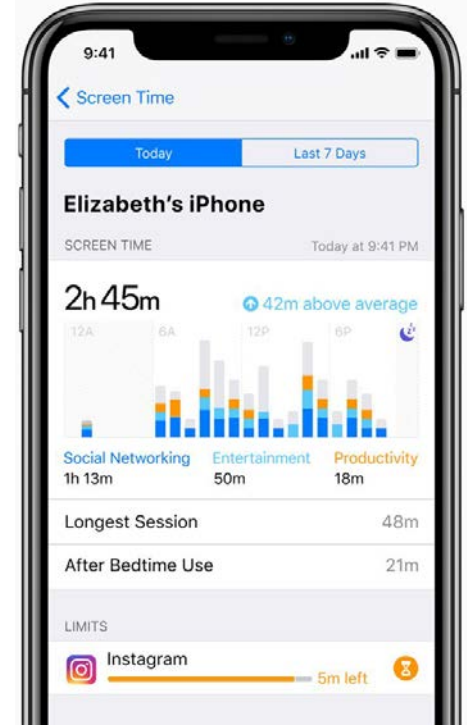 9:41
Screen Time
Today Last 7 Days
Elizabeth's iPhone
SCREEN TIME Today at 9:41 PM
2h 45m 42m above average
12A 6A 12P 6P
Social Networking Entertainment Productivity
1h 13m 50m 18m
Longest Session 48m
After Bedtime Use 21m
LIMITS
Instagram
5m left